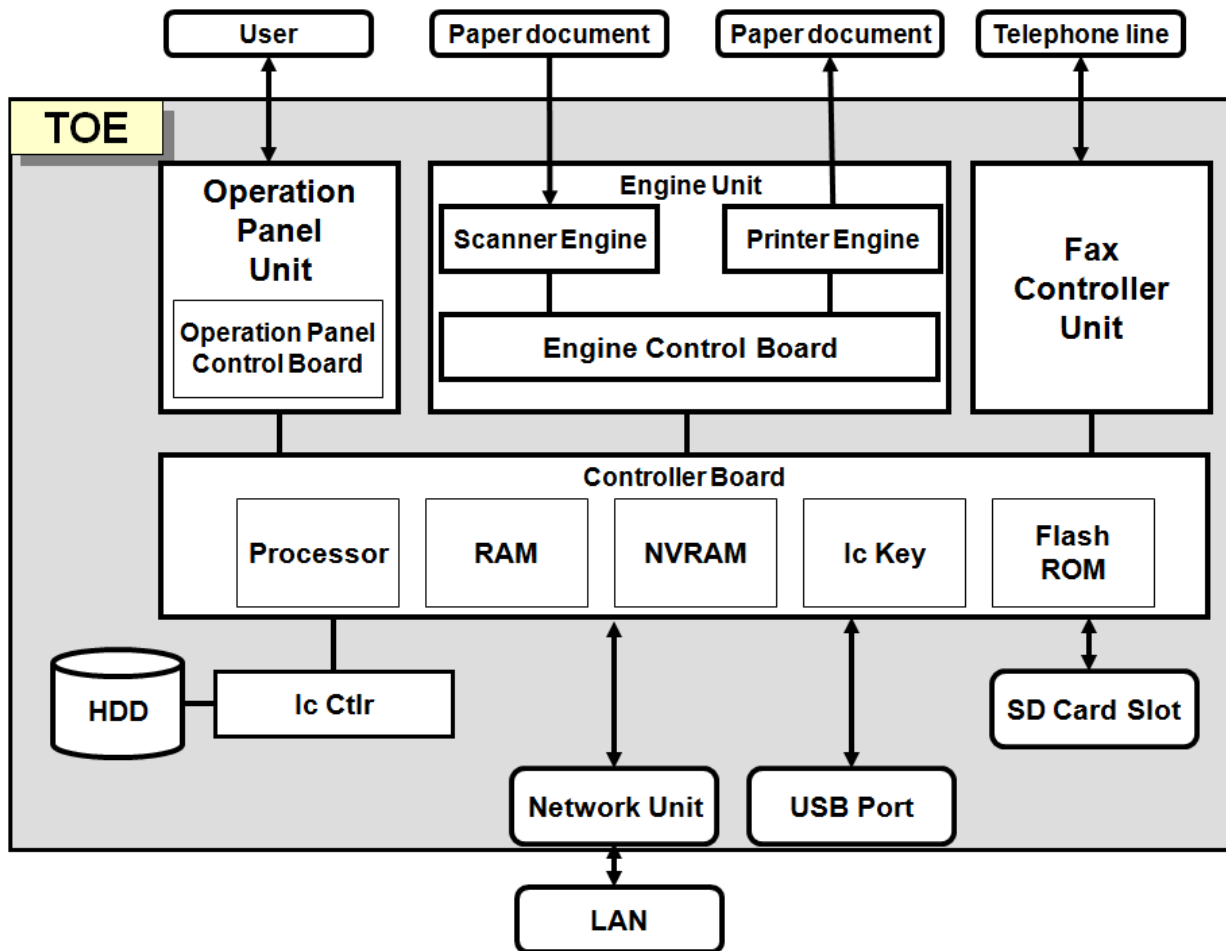 User
Paper document
Paper document
Telephone line
TOE
Operation
Panel
Unit
Operation Panel
Control Board
Engine Unit
Scanner Engine
Printer Engine
Engine Control Board
Fax
Controller
Unit
Controller Board
Processor
RAM
NVRAM
Ic Key
Flash
ROM
HDD
Ic Ctlr
SD Card Slot
Network Unit
USB Port
LAN